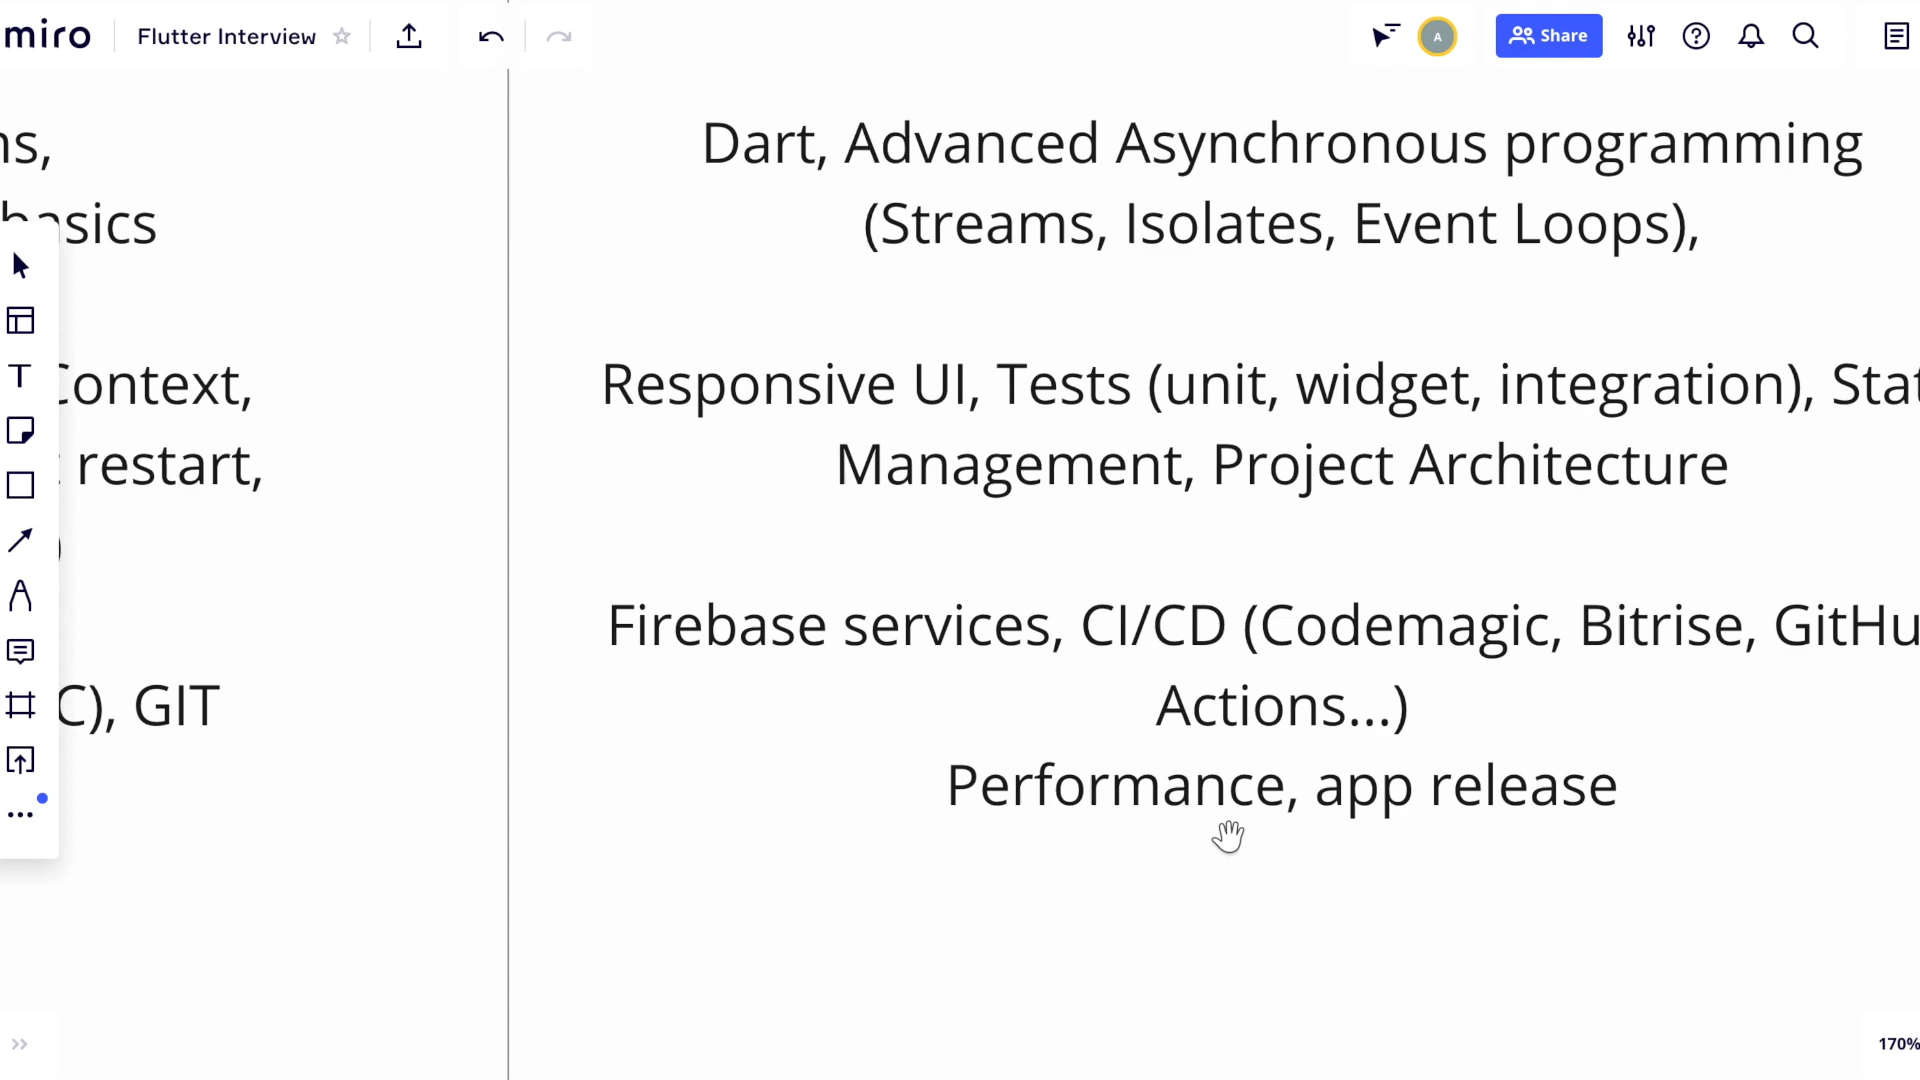 miro
Flutter Interview
A
Share
ns,
basics
Context,
restart,
)
C), GIT
Dart, Advanced Asynchronous programming
(Streams, Isolates, Event Loops),
Responsive UI, Tests (unit, widget, integration), Stat
Management, Project Architecture
Firebase services, CI/CD (Codemagic, Bitrise, GitHu
Actions...)
Performance, app release
170%